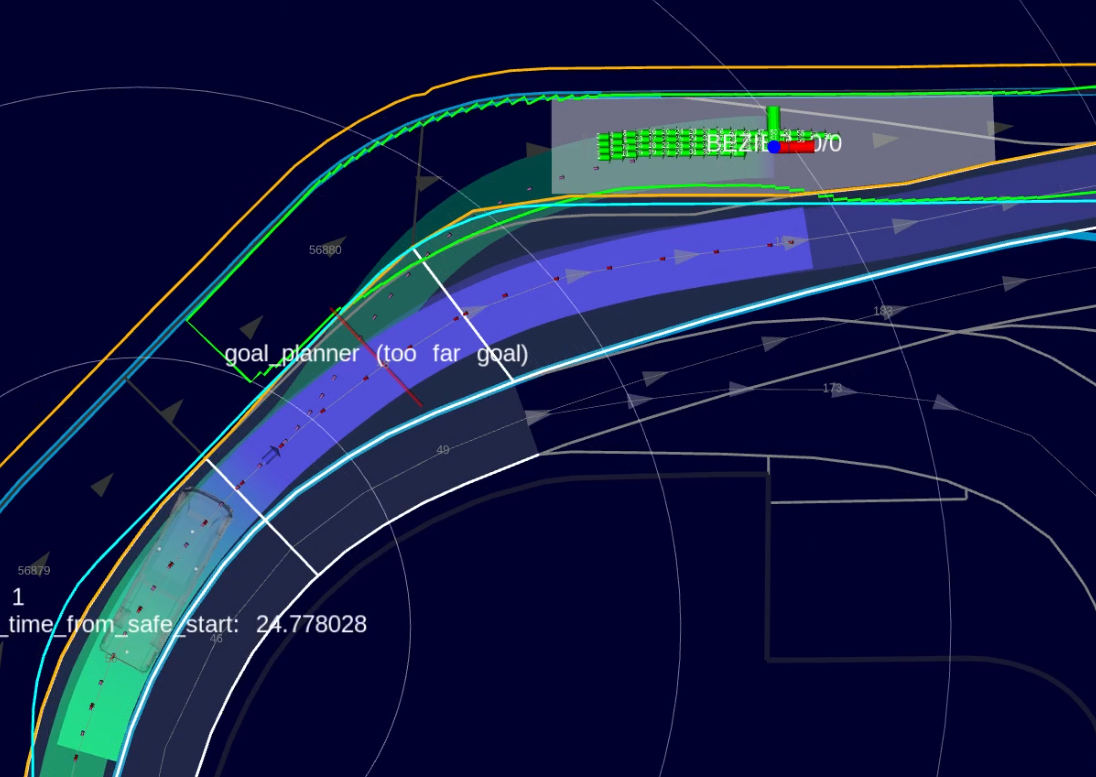 BEZIE
0/0
183
56880
goal_planner (too far goal)
173
49
56879
1
_time_from_safe_start: 24.778028
46